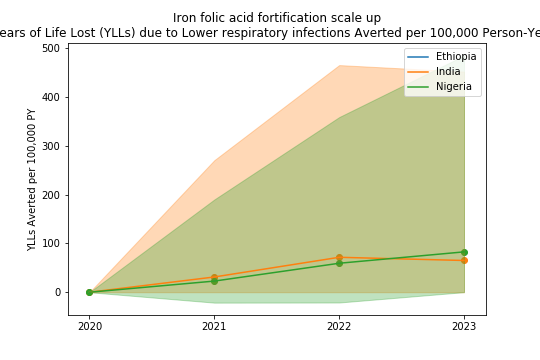 Iron folic acid fortification scale up
ears of Life Lost (YLLs) due to Lower respiratory infections Averted per 100,000 Person-Ye
500
400
300
200
100
0
YLLs Averted per 100,000 PY
Ethiopia
India
Nigeria
2020
2021
2022
2023